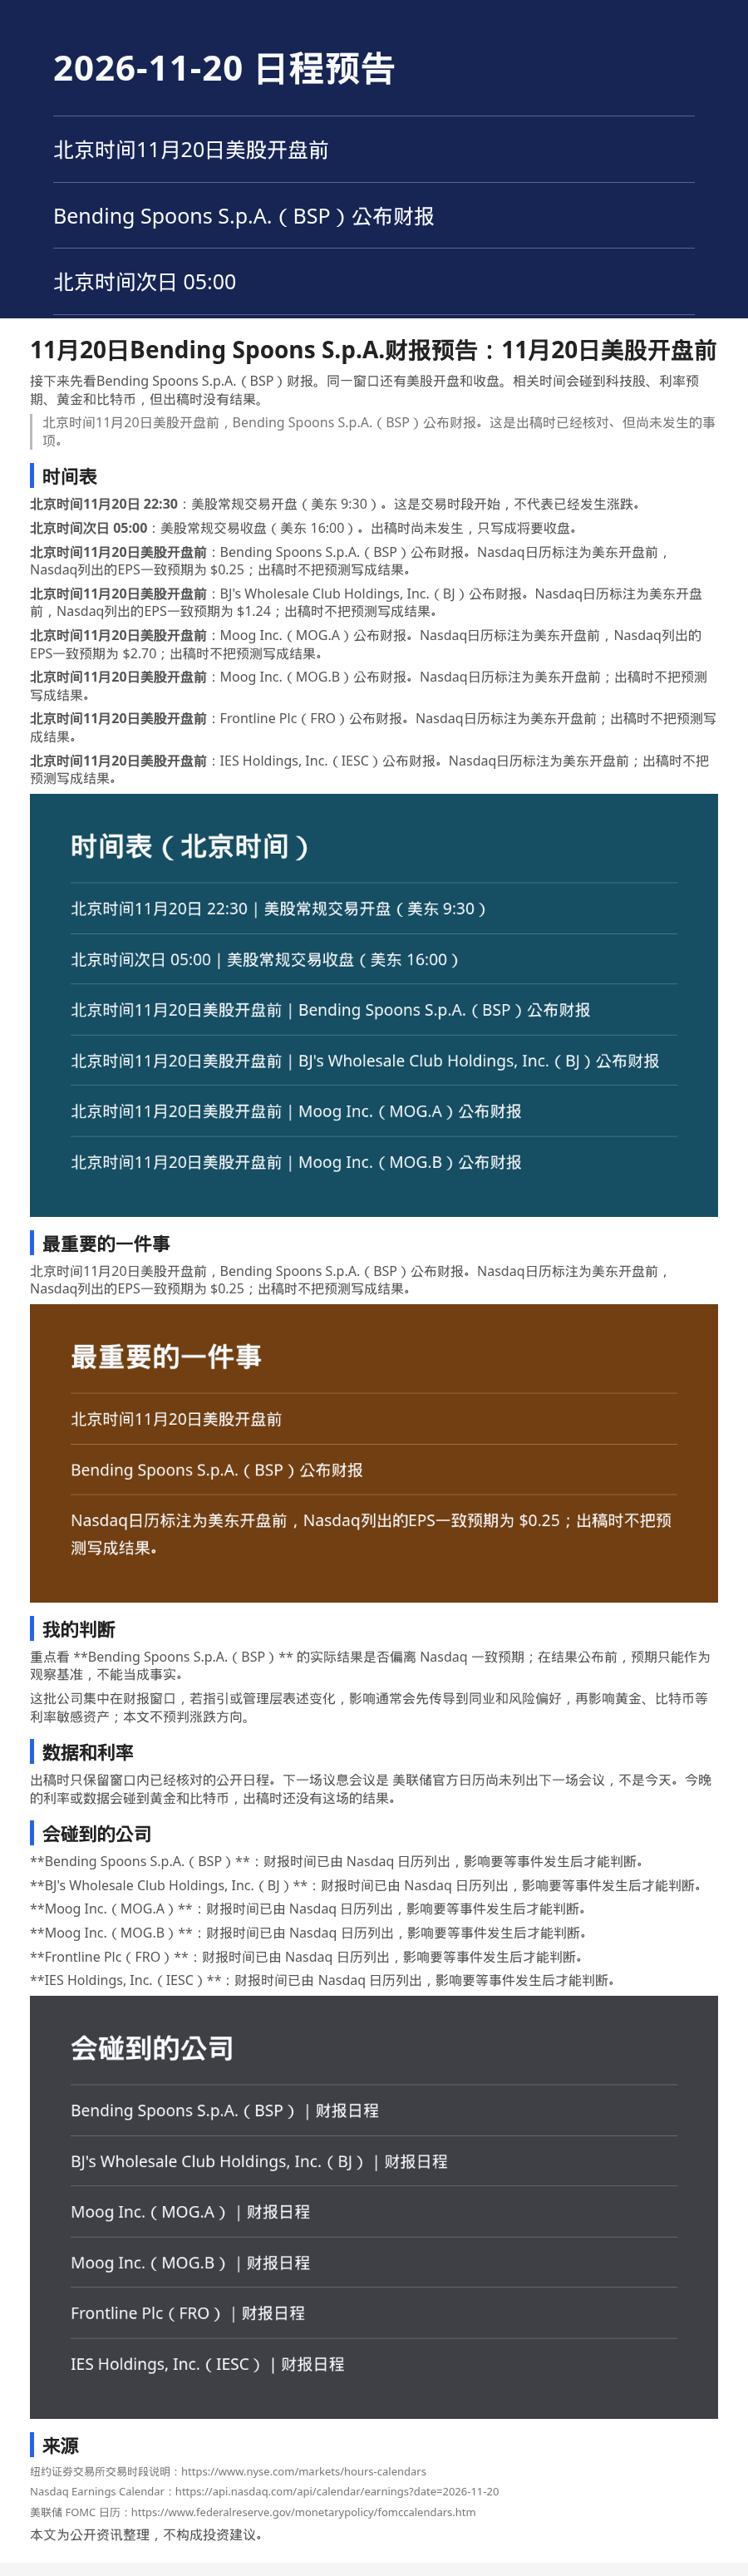 2026-11-20 日程预告
北京时间11月20日美股开盘前
Bending Spoons S.p.A.（BSP）公布财报
北京时间次日 05:00
11月20日Bending Spoons S.p.A.财报预告：11月20日美股开盘前
接下来先看Bending Spoons S.p.A.（BSP）财报。同一窗口还有美股开盘和收盘。相关时间会碰到科技股、利率预
期、黄金和比特币，但出稿时没有结果。
北京时间11月20日美股开盘前，Bending Spoons S.p.A.（BSP）公布财报。这是出稿时已经核对、但尚未发生的事
项。
时间表
北京时间11月20日 22:30：美股常规交易开盘（美东 9:30）。这是交易时段开始，不代表已经发生涨跌。
北京时间次日 05:00：美股常规交易收盘（美东 16:00）。出稿时尚未发生，只写成将要收盘。
北京时间11月20日美股开盘前：Bending Spoons S.p.A.（BSP）公布财报。Nasdaq日历标注为美东开盘前，
Nasdaq列出的EPS一致预期为 $0.25；出稿时不把预测写成结果。
北京时间11月20日美股开盘前：BJ's Wholesale Club Holdings, Inc.（BJ）公布财报。Nasdaq日历标注为美东开盘
前，Nasdaq列出的EPS一致预期为 $1.24；出稿时不把预测写成结果。
北京时间11月20日美股开盘前：Moog Inc.（MOG.A）公布财报。Nasdaq日历标注为美东开盘前，Nasdaq列出的
EPS一致预期为 $2.70；出稿时不把预测写成结果。
北京时间11月20日美股开盘前：Moog Inc.（MOG.B）公布财报。Nasdaq日历标注为美东开盘前；出稿时不把预测
写成结果。
北京时间11月20日美股开盘前：Frontline Plc（FRO）公布财报。Nasdaq日历标注为美东开盘前；出稿时不把预测写
成结果。
北京时间11月20日美股开盘前：IES Holdings, Inc.（IESC）公布财报。Nasdaq日历标注为美东开盘前；出稿时不把
预测写成结果。
时间表（北京时间）
北京时间11月20日 22:30｜美股常规交易开盘（美东 9:30）
北京时间次日 05:00｜美股常规交易收盘（美东 16:00）
北京时间11月20日美股开盘前｜Bending Spoons S.p.A.（BSP）公布财报
北京时间11月20日美股开盘前｜BJ's Wholesale Club Holdings, Inc.（BJ）公布财报
北京时间11月20日美股开盘前｜Moog Inc.（MOG.A）公布财报
北京时间11月20日美股开盘前｜Moog Inc.（MOG.B）公布财报
最重要的一件事
北京时间11月20日美股开盘前，Bending Spoons S.p.A.（BSP）公布财报。Nasdaq日历标注为美东开盘前，
Nasdaq列出的EPS一致预期为 $0.25；出稿时不把预测写成结果。
最重要的一件事
北京时间11月20日美股开盘前
Bending Spoons S.p.A.（BSP）公布财报
Nasdaq日历标注为美东开盘前，Nasdaq列出的EPS一致预期为 $0.25；出稿时不把预
测写成结果。
我的判断
重点看 **Bending Spoons S.p.A.（BSP）** 的实际结果是否偏离 Nasdaq 一致预期；在结果公布前，预期只能作为
观察基准，不能当成事实。
这批公司集中在财报窗口，若指引或管理层表述变化，影响通常会先传导到同业和风险偏好，再影响黄金、比特币等
利率敏感资产；本文不预判涨跌方向。
数据和利率
出稿时只保留窗口内已经核对的公开日程。下一场议息会议是 美联储官方日历尚未列出下一场会议，不是今天。今晚
的利率或数据会碰到黄金和比特币，出稿时还没有这场的结果。
会碰到的公司
**Bending Spoons S.p.A.（BSP）**：财报时间已由 Nasdaq 日历列出，影响要等事件发生后才能判断。
**BJ's Wholesale Club Holdings, Inc.（BJ）**：财报时间已由 Nasdaq 日历列出，影响要等事件发生后才能判断。
**Moog Inc.（MOG.A）**：财报时间已由 Nasdaq 日历列出，影响要等事件发生后才能判断。
**Moog Inc.（MOG.B）**：财报时间已由 Nasdaq 日历列出，影响要等事件发生后才能判断。
**Frontline Plc（FRO）**：财报时间已由 Nasdaq 日历列出，影响要等事件发生后才能判断。
**IES Holdings, Inc.（IESC）**：财报时间已由 Nasdaq 日历列出，影响要等事件发生后才能判断。
会碰到的公司
Bending Spoons S.p.A.（BSP）｜财报日程
BJ's Wholesale Club Holdings, Inc.（BJ）｜财报日程
Moog Inc.（MOG.A）｜财报日程
Moog Inc.（MOG.B）｜财报日程
Frontline Plc（FRO）｜财报日程
IES Holdings, Inc.（IESC）｜财报日程
来源
纽约证券交易所交易时段说明：https://www.nyse.com/markets/hours-calendars
Nasdaq Earnings Calendar：https://api.nasdaq.com/api/calendar/earnings?date=2026-11-20
美联储 FOMC 日历：https://www.federalreserve.gov/monetarypolicy/fomccalendars.htm
本文为公开资讯整理，不构成投资建议。